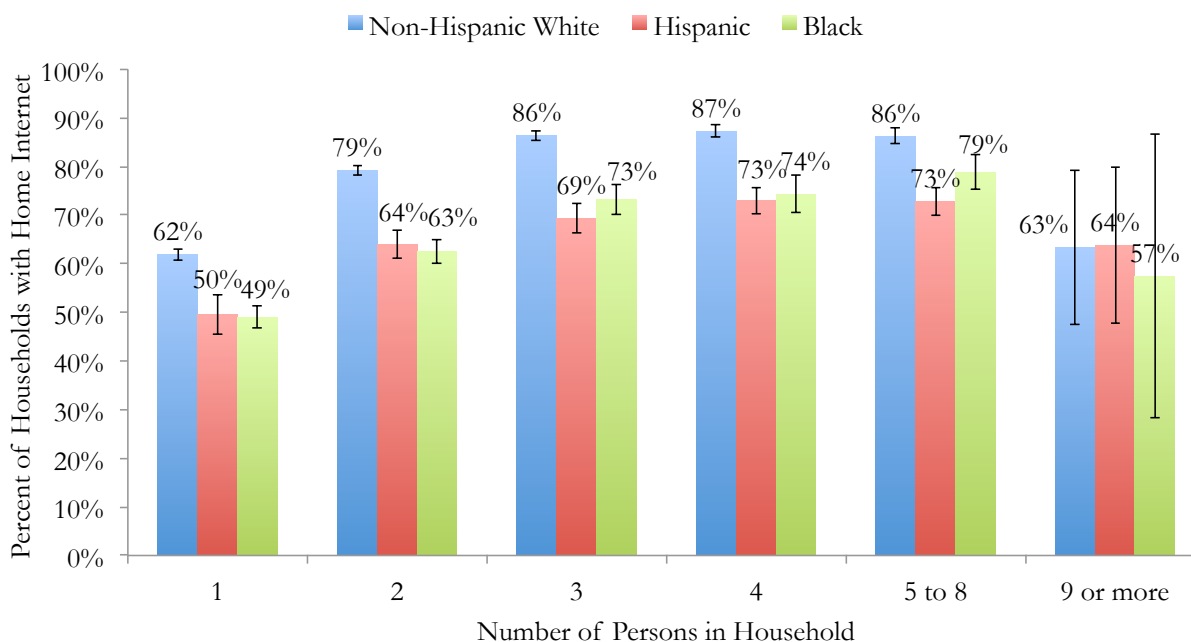 Non-Hispanic White Hispanic Black
Percent of Households with Home Internet
100%
90%
80%
70%
60%
50%
40%
30%
20%
10%
0%
62% 50% 49%
79% 64% 63%
86% 69% 73%
87% 73% 74%
86% 73% 79%
63% 64% 57%
1 2 3 4 5 to 8 9 or more
Number of Persons in Household